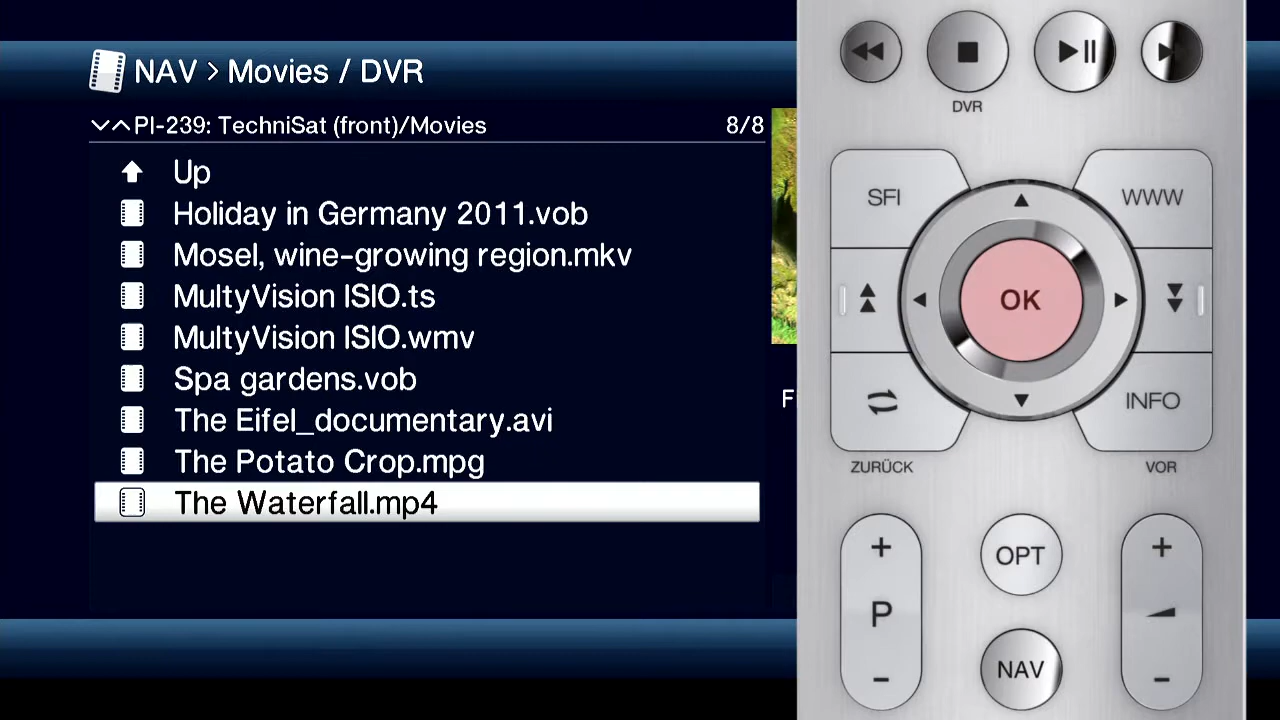 NAV > Movies / DVR
PI-239: TechniSat (front)/Movies 8/8
Up
Holiday in Germany 2011.vob
Mosel, wine-growing region.mkv
MultyVision ISIO.ts
MultyVision ISIO.wmv
Spa gardens.vob
The Eifel_documentary.avi
The Potato Crop.mpg
The Waterfall.mp4
F
DVR
SFI
WWW
OK
INFO
ZURÜCK
VOR
+
P
-
OPT
NAV
+
-